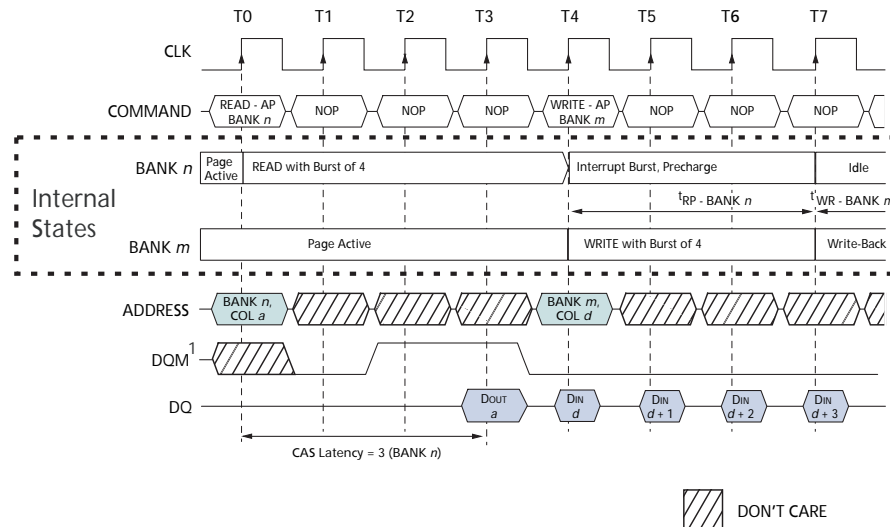 T0 T1 T2 T3 T4 T5 T6 T7
CLK
COMMAND READ - AP BANK n NOP NOP NOP WRITE - AP BANK m NOP NOP NOP
Internal States
BANK n Page Active READ with Burst of 4 Interrupt Burst, Precharge Idle
tRP - BANK n tWR - BANK m
BANK m Page Active WRITE with Burst of 4 Write-Back
ADDRESS BANK n, COL a BANK m, COL d
DQM1
DQ DOUT a DIN d DIN d + 1 DIN d + 2 DIN d + 3
CAS Latency = 3 (BANK n)
DON'T CARE